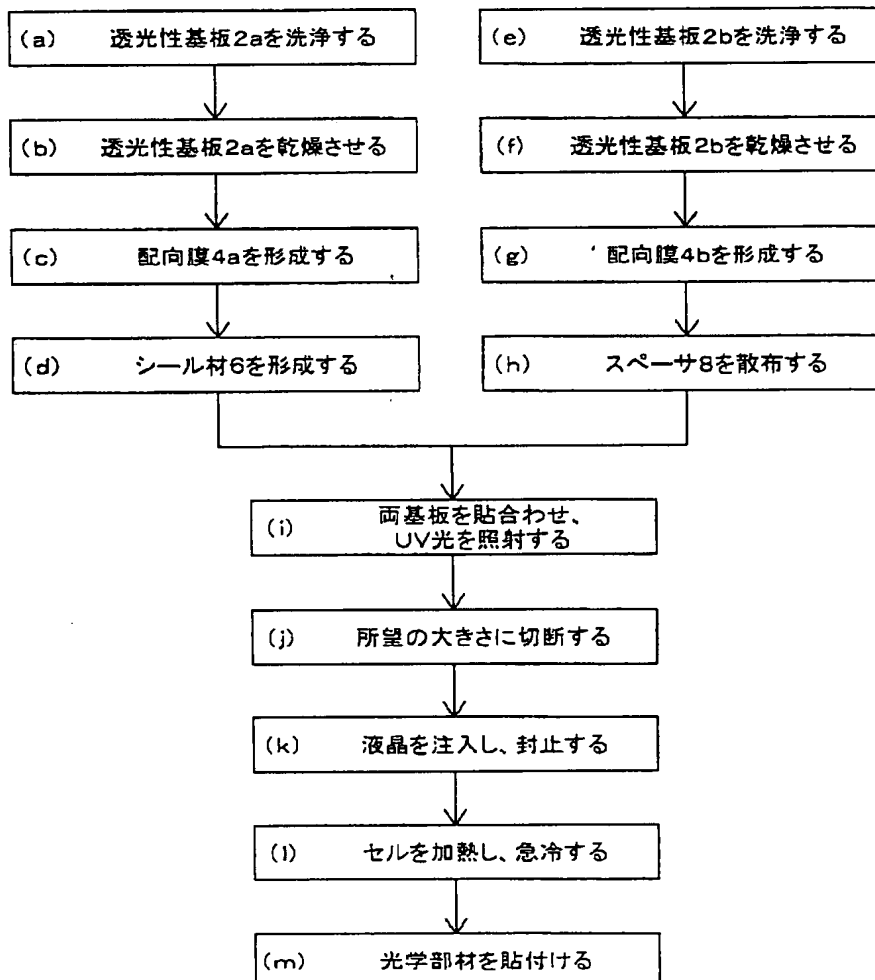 (a) 透光性基板2aを洗浄する
(b) 透光性基板2aを乾燥させる
(c) 配向膜4aを形成する
(d) シール材6を形成する
(e) 透光性基板2bを洗浄する
(f) 透光性基板2bを乾燥させる
(g) 配向膜4bを形成する
(h) スペーサ8を散布する
(i) 両基板を貼合わせ、
UV光を照射する
(j) 所望の大きさに切断する
(k) 液晶を注入し、封止する
(l) セルを加熱し、急冷する
(m) 光学部材を貼付ける